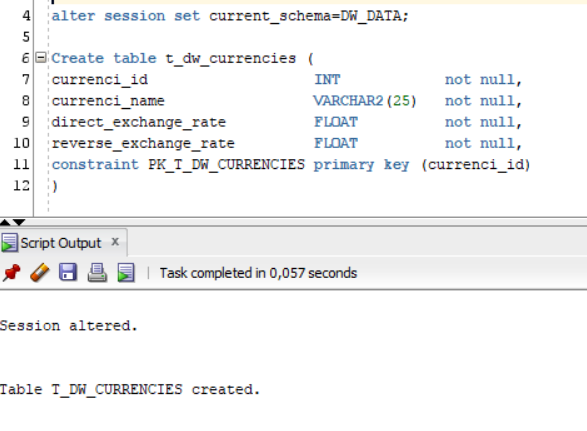 4 alter session set current_schema=DW_DATA;
5
6 Create table t_dw_currencies (
7 currenci_id INT not null,
8 currenci_name VARCHAR2(25) not null,
9 direct_exchange_rate FLOAT not null,
10 reverse_exchange_rate FLOAT not null,
11 constraint PK_T_DW_CURRENCIES primary key (currenci_id)
12 )
Script Output x
Task completed in 0,057 seconds
Session altered.
Table T_DW_CURRENCIES created.